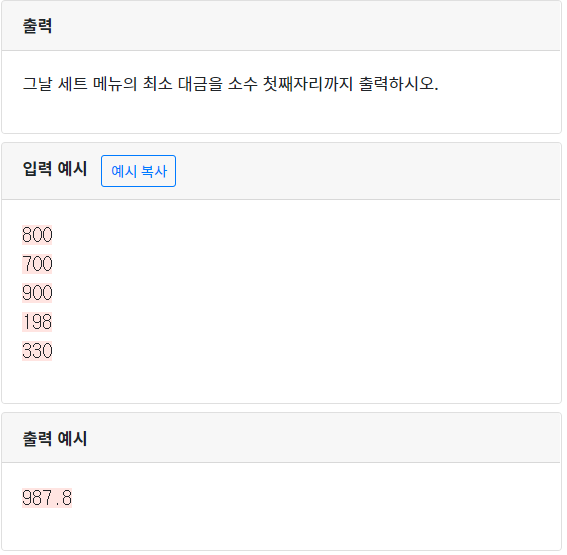 출력
그날 세트 메뉴의 최소 대금을 소수 첫째자리까지 출력하시오.
입력 예시 예시 복사
800
700
900
198
330
출력 예시
987.8